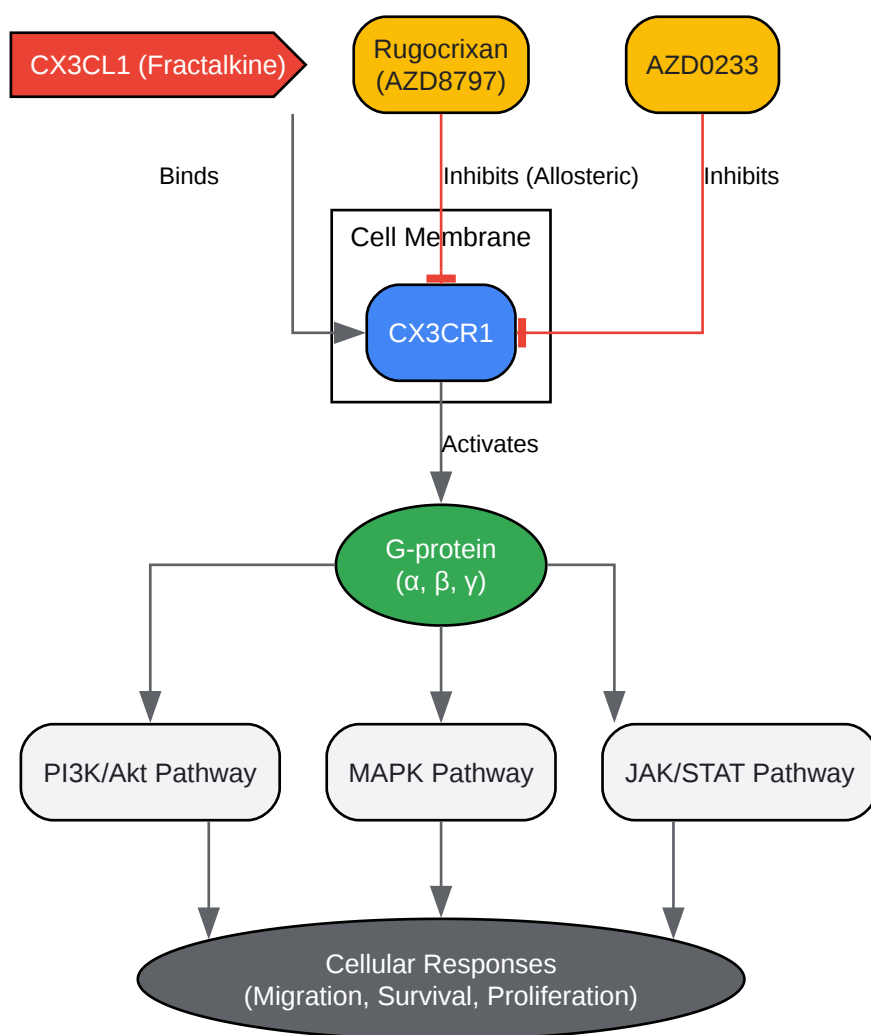 CX3CL1 (Fractalkine)
Rugocrixan
(AZD8797)
AZD0233
Binds
Inhibits (Allosteric)
Inhibits
Cell Membrane
CX3CR1
Activates
G-protein
(α, β, γ)
PI3K/Akt Pathway
MAPK Pathway
JAK/STAT Pathway
Cellular Responses
(Migration, Survival, Proliferation)